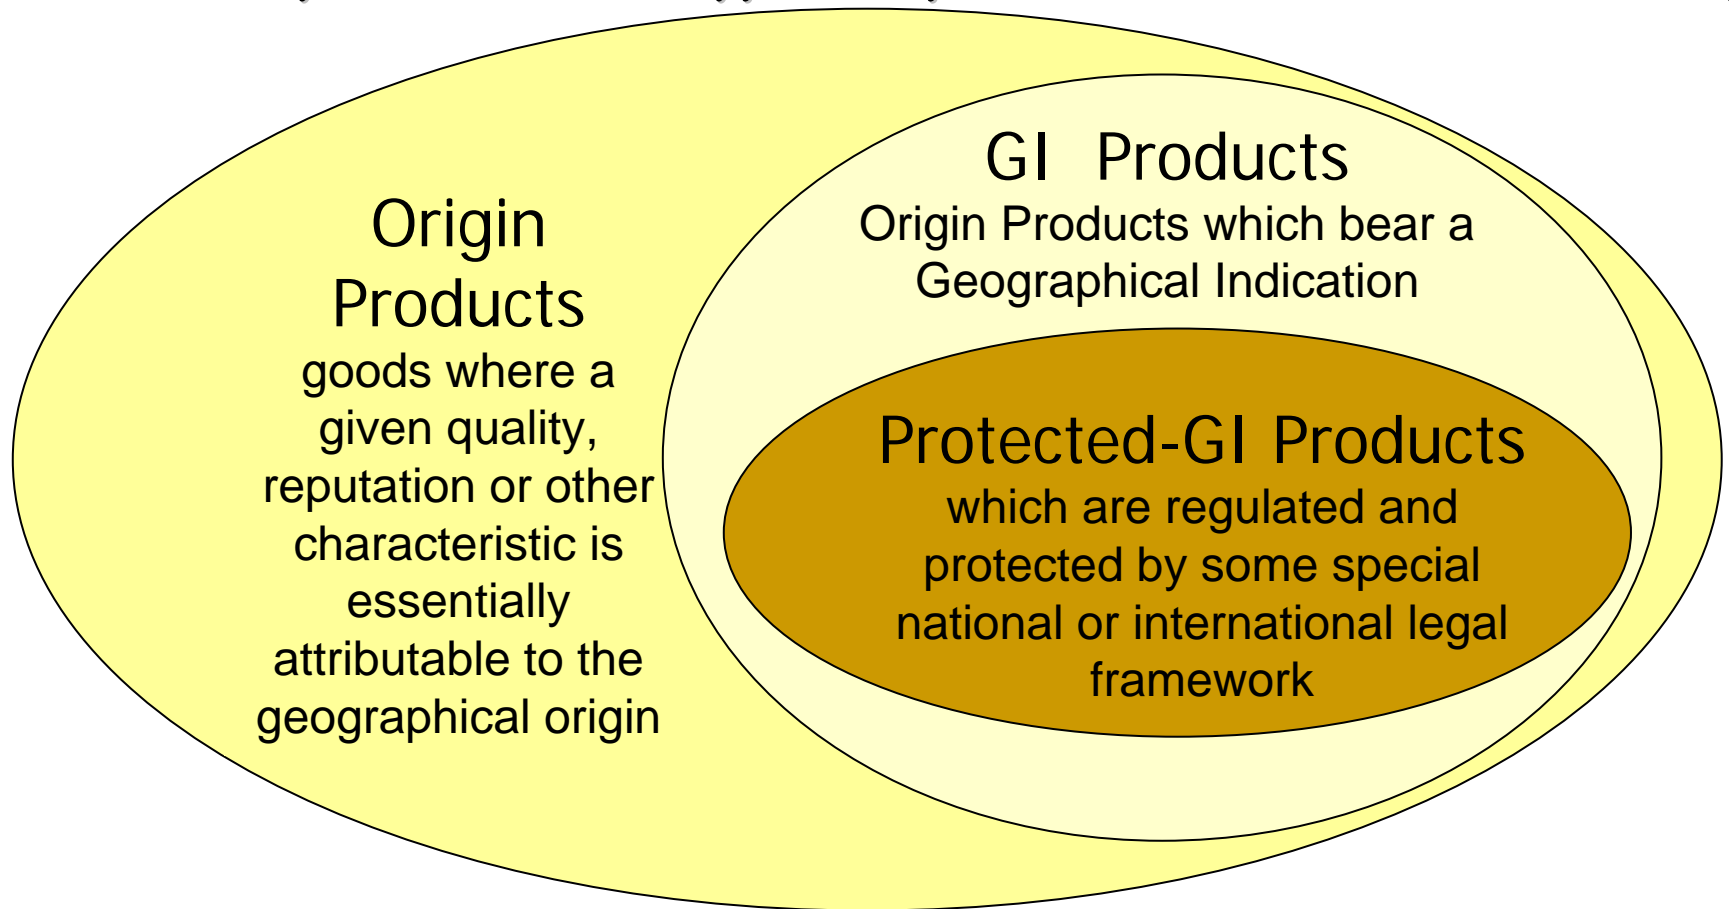 Origin
Products
goods where a
given quality,
reputation or other
characteristic is
essentially
attributable to the
geographical origin
GI Products
Origin Products which bear a
Geographical Indication
Protected-GI Products
which are regulated and
protected by some special
national or international legal
framework